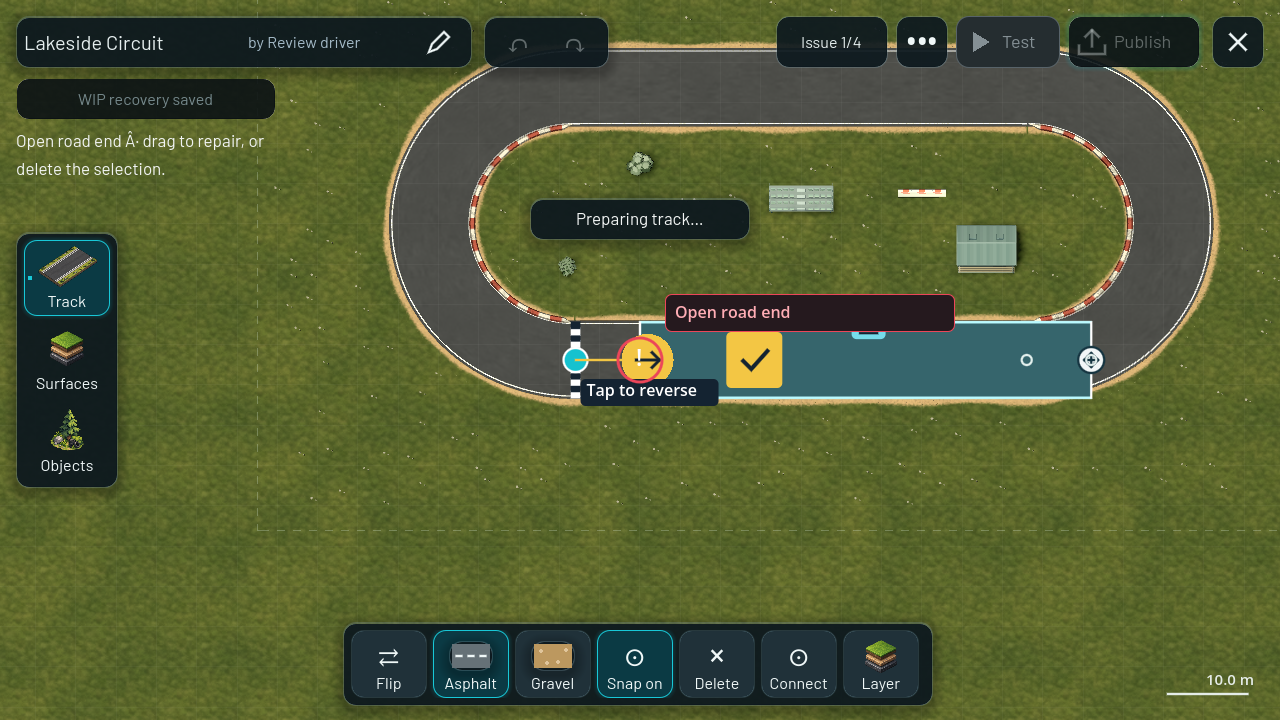 Lakeside Circuit
by Review driver
Issue 1/4
•••
Test
Publish
WIP recovery saved
Open road end Â· drag to repair, or
delete the selection.
Preparing track...
Track
Surfaces
Objects
Open road end
!
Tap to reverse
Flip
Asphalt
Gravel
Snap on
Delete
Connect
Layer
10.0 m